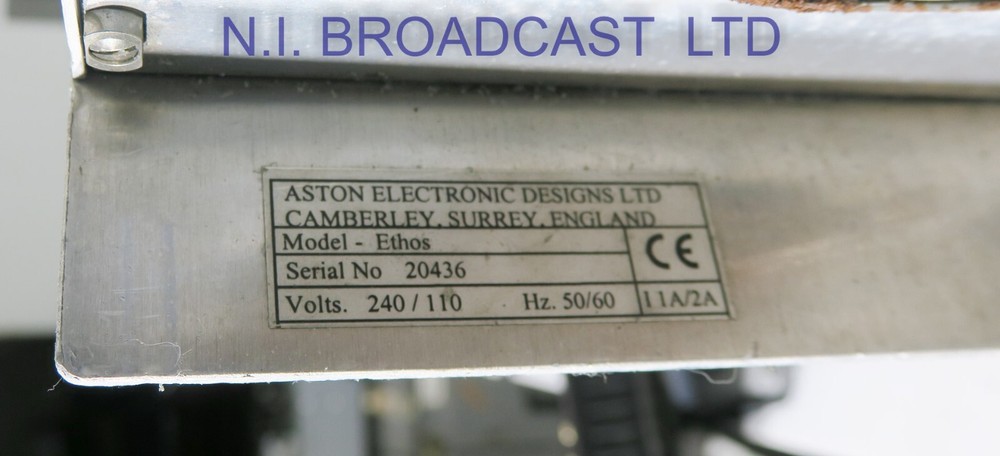 N.I. BROADCAST LTD
ASTON ELECTRONIC DESIGNS LTD
CAMBERLEY, SURREY, ENGLAND
Model - Ethos
CE
Serial No 20436
Volts. 240 / 110 Hz. 50/60 I 1A/2A